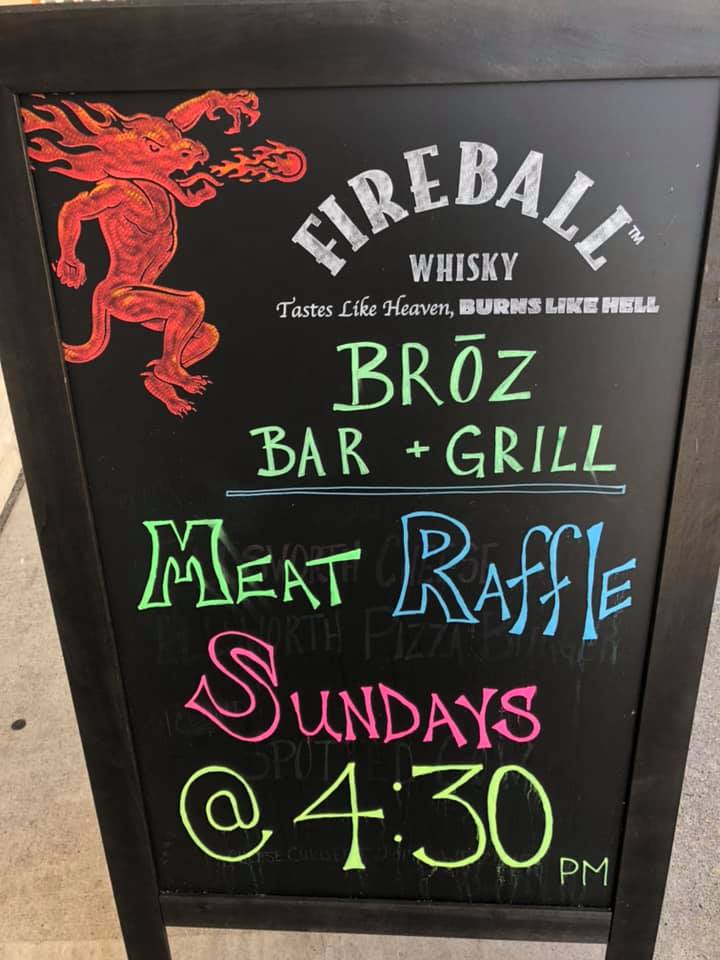 FIREBALL™
WHISKY
Tastes Like Heaven, BURNS LIKE HELL
BRŌZ
BAR + GRILL
MEAT RAffLE
SUNDAYS
@ 4:30 PM